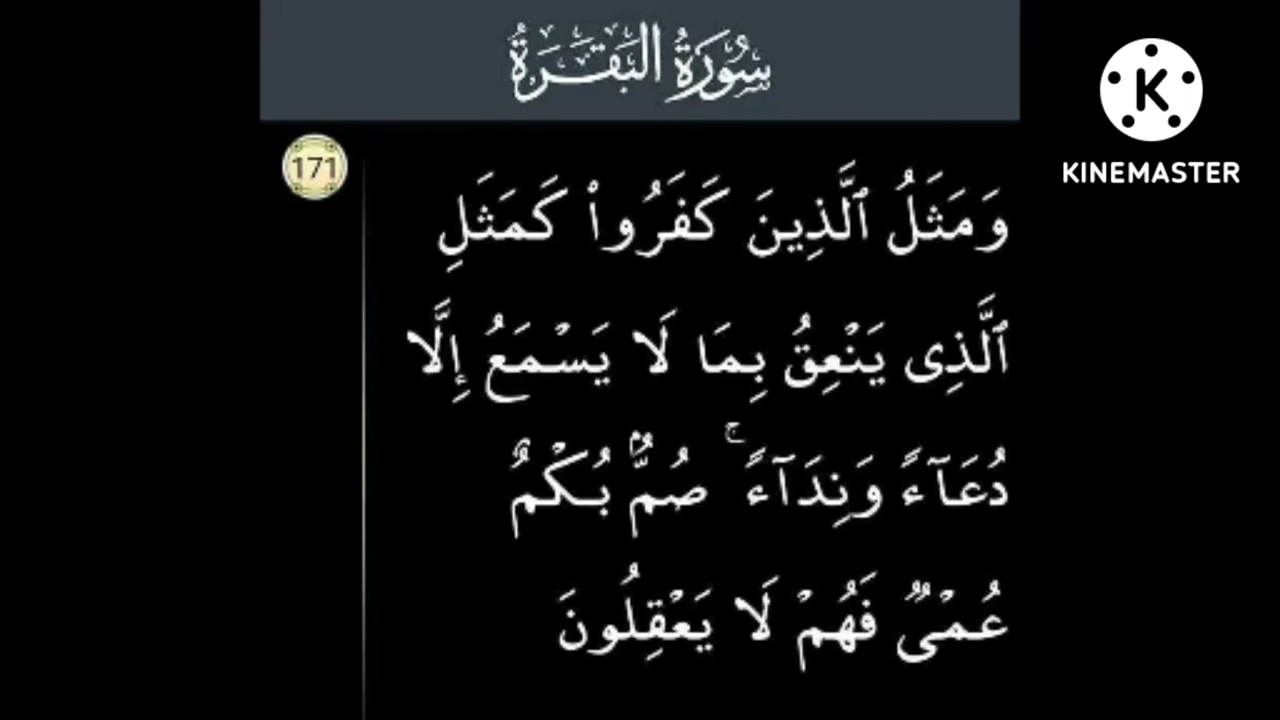 سُورَةُ البَقَرَةِ
K
KINEMASTER
171
وَمَثَلُ ٱلَّذِينَ كَفَرُوا۟ كَمَثَلِ
ٱلَّذِى يَنْعِقُ بِمَا لَا يَسْمَعُ إِلَّا
دُعَآءً وَنِدَآءً ۚ صُمٌّۢ بُكْمٌ
عُمْىٌ فَهُمْ لَا يَعْقِلُونَ